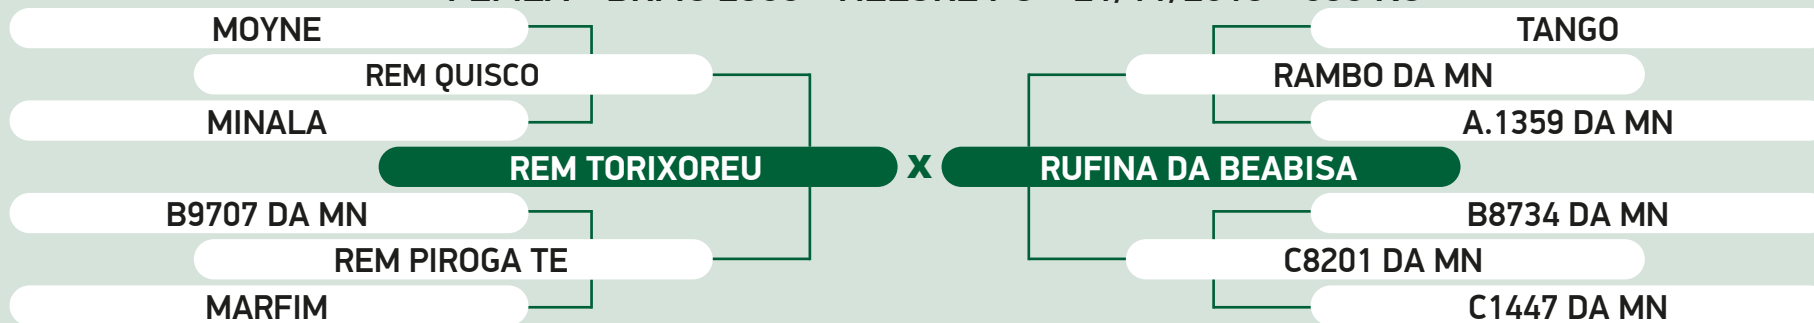 MOYNE
TANGO
REM QUISCO
RAMBO DA MN
MINALA
A.1359 DA MN
REM TORIXOREU X RUFINA DA BEABISA
B9707 DA MN
B8734 DA MN
REM PIROGA TE
C8201 DA MN
MARFIM
C1447 DA MN